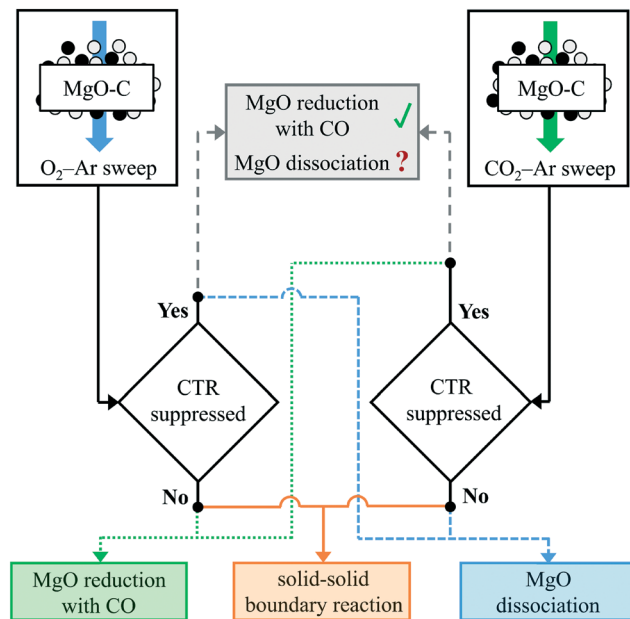 MgO-C
O₂–Ar sweep
MgO reduction
with CO ✓
MgO dissociation ?
MgO-C
CO₂–Ar sweep
Yes
CTR
suppressed
No
Yes
CTR
suppressed
No
MgO reduction
with CO
solid-solid
boundary reaction
MgO
dissociation